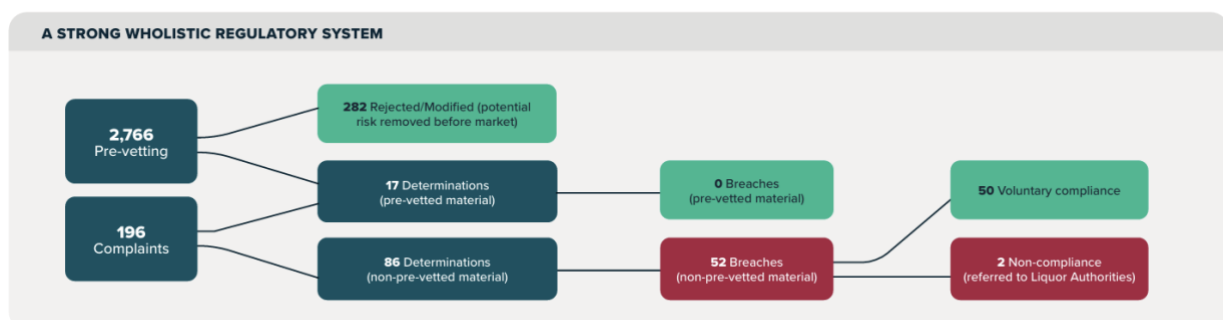 A STRONG WHOLISTIC REGULATORY SYSTEM
2,766
Pre-vetting
282 Rejected/Modified (potential
risk removed before market)
17 Determinations
(pre-vetted material)
0 Breaches
(pre-vetted material)
50 Voluntary compliance
196
Complaints
86 Determinations
(non-pre-vetted material)
52 Breaches
(non-pre-vetted material)
2 Non-compliance
(referred to Liquor Authorities)